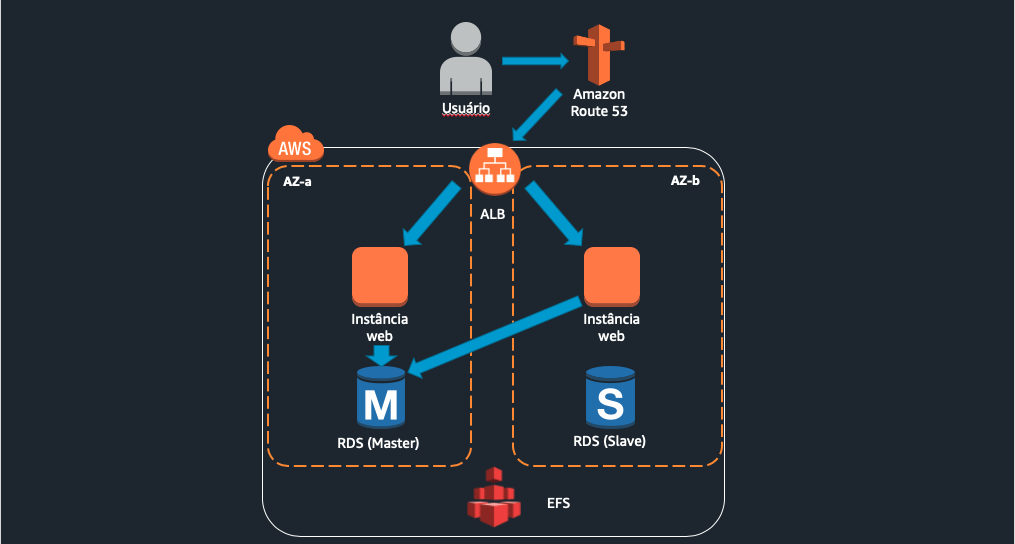 Usuário
Amazon
Route 53
AWS
AZ-a
AZ-b
ALB
Instância
web
Instância
web
M
S
RDS (Master)
RDS (Slave)
EFS